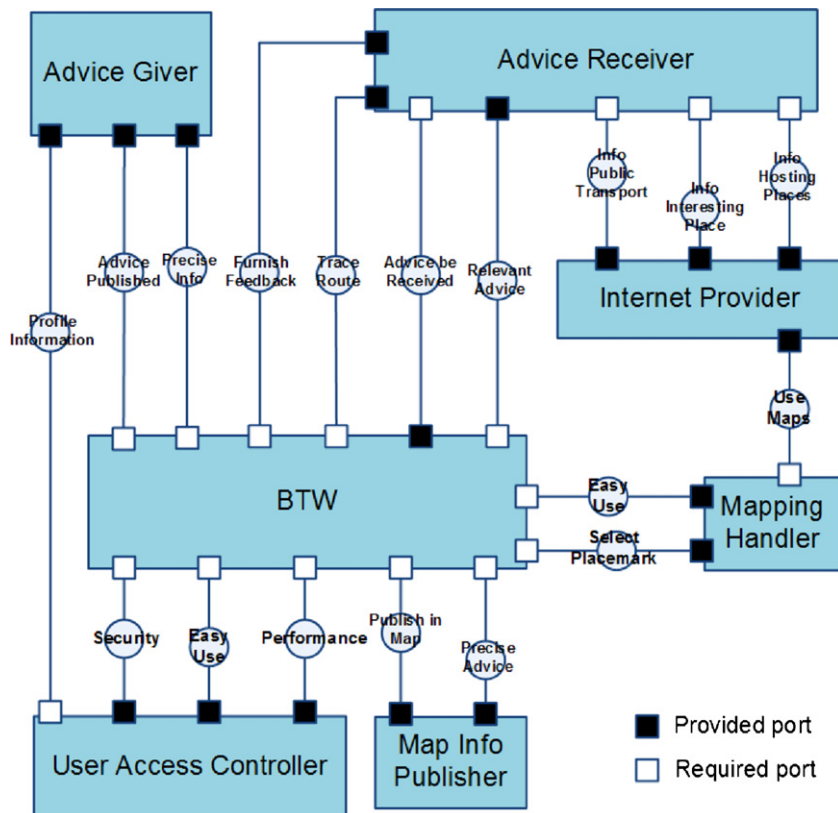 Advice Giver
Advice Receiver
Info
Public
Transport
Info
Interesting
Place
Info
Hosting
Places
Advice
Published
Precise
Info
Furnish
Feedback
Trace
Route
Advice be
Received
Relevant
Advice
Internet Provider
Profile
Information
Use
Maps
BTW
Easy
Use
Select
Placemark
Mapping
Handler
Security
Easy
Use
Performance
Publish in
Map
Precise
Advice
User Access Controller
Map Info
Publisher
Provided port
Required port